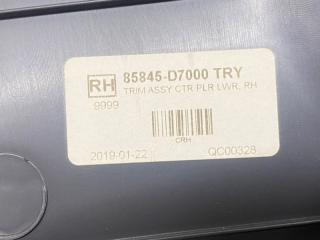 RH 85845-D7000 TRY
TRIM ASSY CTR PLR LWR, RH
9999
CRH
2019-01-22 QC00328